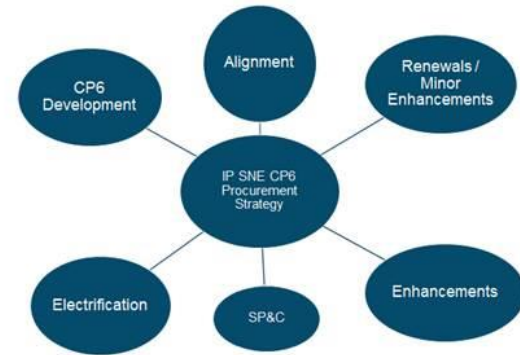 Alignment
CP6
Development
Renewals /
Minor
Enhancements
IP SNE CP6
Procurement
Strategy
Electrification
SP&C
Enhancements